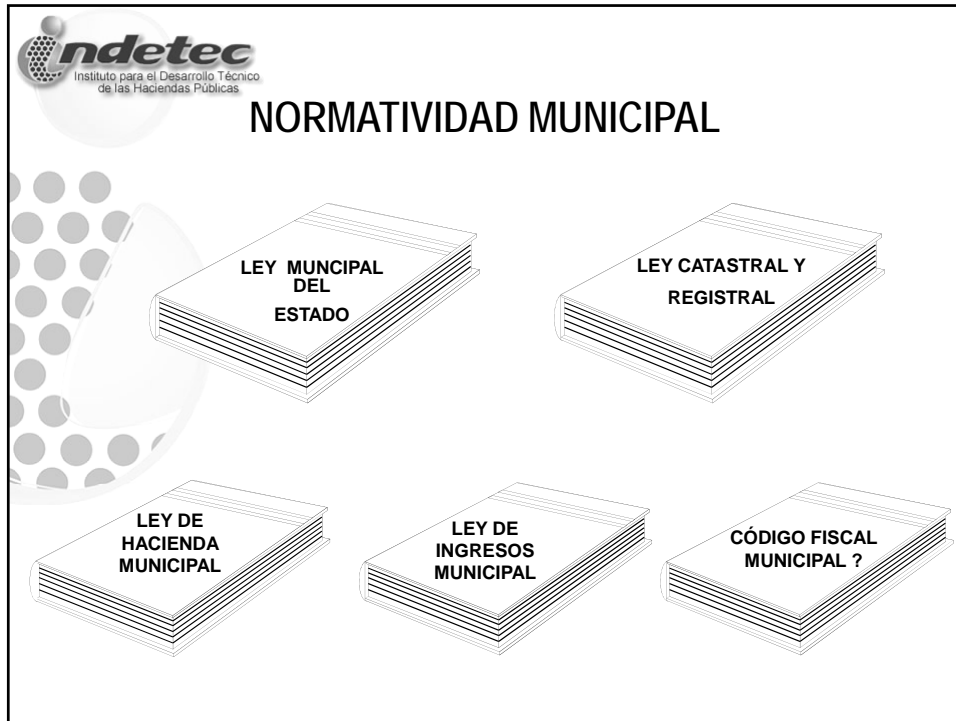 indetec
Instituto para el Desarrollo Técnico
de las Haciendas Públicas
NORMATIVIDAD MUNICIPAL
LEY MUNCIPAL
DEL
ESTADO
LEY CATASTRAL Y
REGISTRAL
LEY DE
HACIENDA
MUNICIPAL
LEY DE
INGRESOS
MUNICIPAL
CÓDIGO FISCAL
MUNICIPAL ?